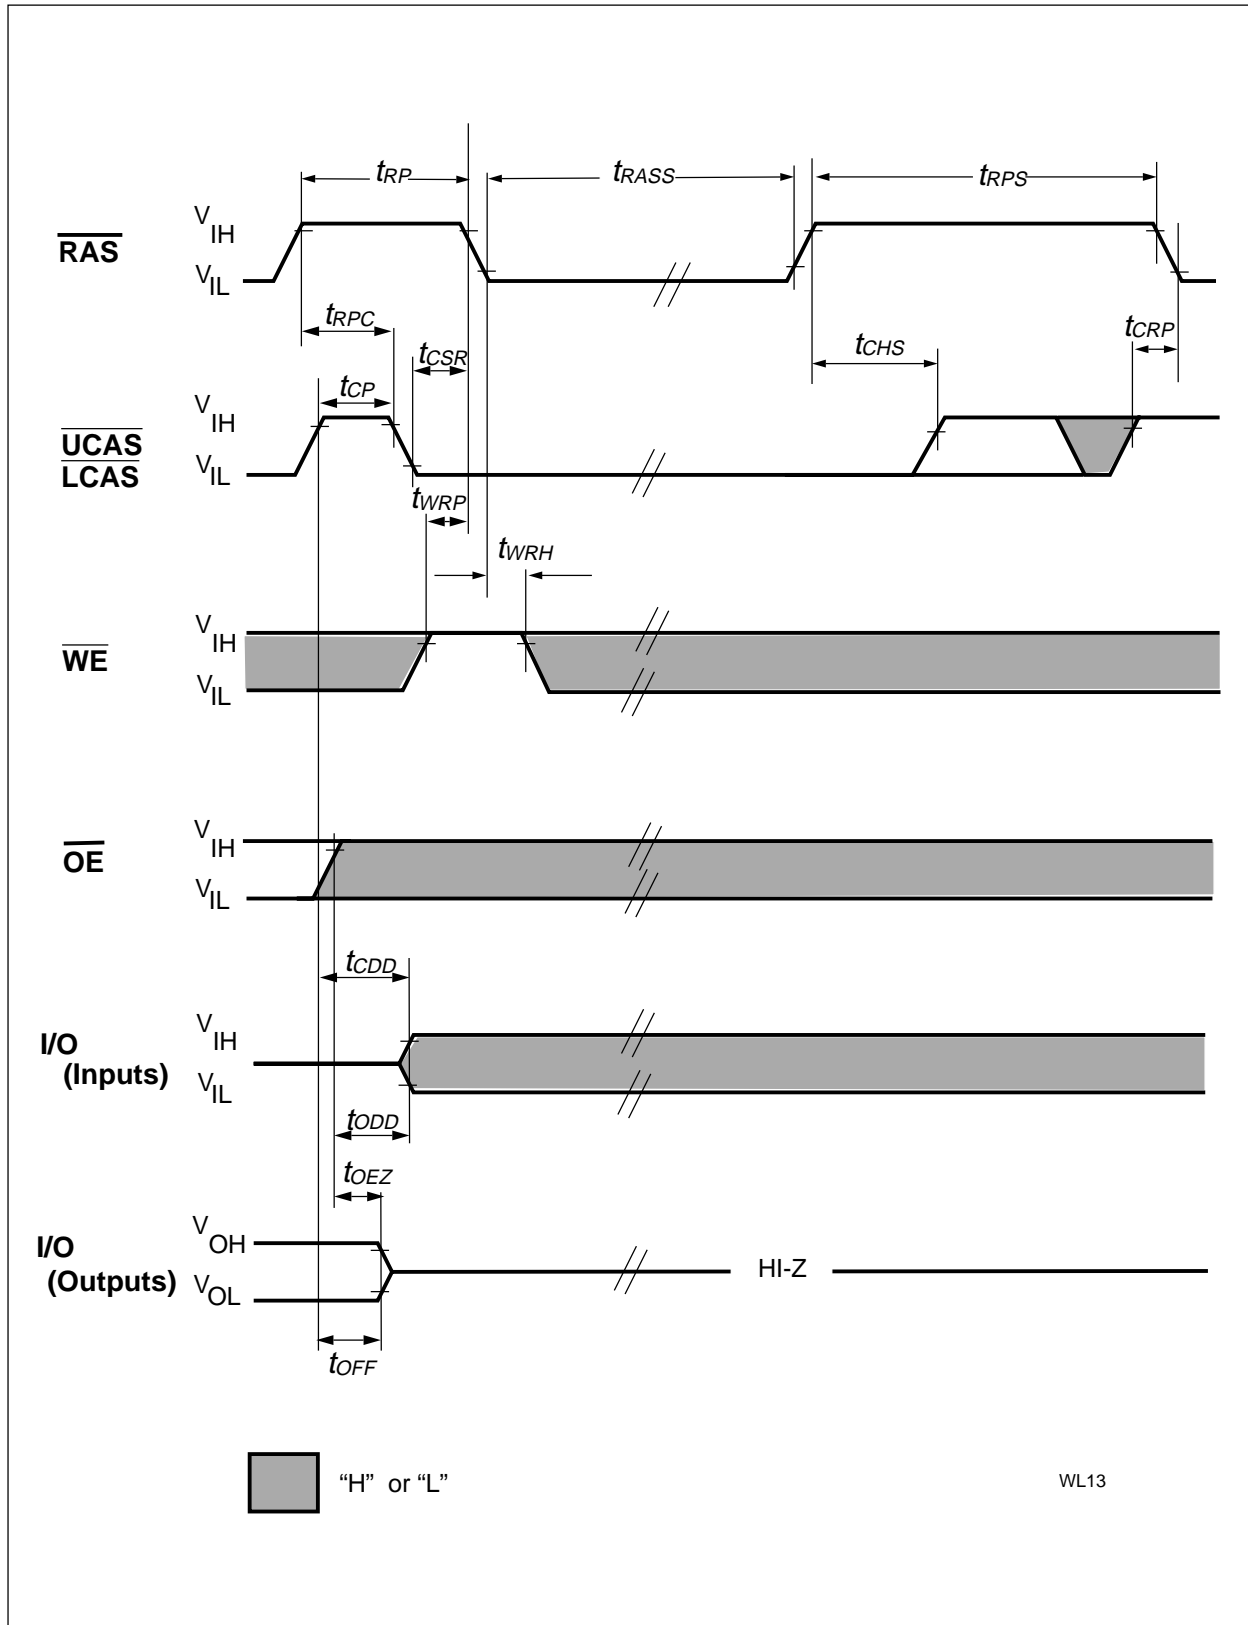 tRP
tRASS
tRPS
RAS
VIH
VIL
tRPC
tCSR
tCHS
tCRP
tCP
UCAS
LCAS
VIH
VIL
tWRP
tWRH
WE
VIH
VIL
OE
VIH
VIL
tCDD
I/O
(Inputs)
VIH
VIL
tODD
tOEZ
I/O
(Outputs)
VOH
VOL
HI-Z
tOFF
“H” or “L”
WL13